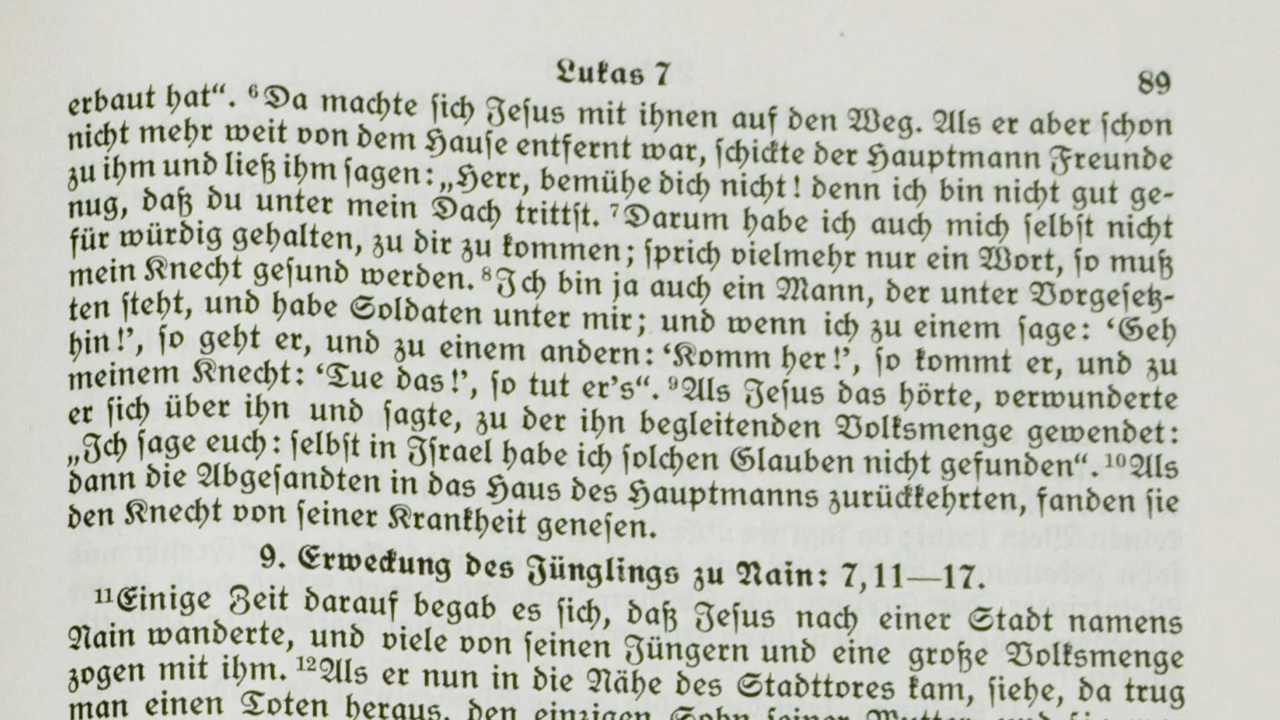 Lukas 7
89
erbaut hat“. ⁶Da machte sich Jesus mit ihnen auf den Weg. Als er aber schon
nicht mehr weit von dem Hause entfernt war, schickte der Hauptmann Freunde
zu ihm und ließ ihm sagen: „Herr, bemühe dich nicht! denn ich bin nicht gut ge-
nug, daß du unter mein Dach trittst. ⁷Darum habe ich auch mich selbst nicht
für würdig gehalten, zu dir zu kommen; sprich vielmehr nur ein Wort, so muß
mein Knecht gesund werden. ⁸Ich bin ja auch ein Mann, der unter Vorgesetz-
ten steht, und habe Soldaten unter mir; und wenn ich zu einem sage: ‘Geh
hin!’, so geht er, und zu einem andern: ‘Komm her!’, so kommt er, und zu
meinem Knecht: ‘Tue das!’, so tut er’s“. ⁹Als Jesus das hörte, verwunderte
er sich über ihn und sagte, zu der ihn begleitenden Volksmenge gewendet:
„Ich sage euch: selbst in Israel habe ich solchen Glauben nicht gefunden“. ¹⁰Als
dann die Abgesandten in das Haus des Hauptmanns zurückkehrten, fanden sie
den Knecht von seiner Krankheit genesen.
9. Erweckung des Jünglings zu Nain: 7, 11—17.
¹¹Einige Zeit darauf begab es sich, daß Jesus nach einer Stadt namens
Nain wanderte, und viele von seinen Jüngern und eine große Volksmenge
zogen mit ihm. ¹²Als er nun in die Nähe des Stadttores kam, siehe, da trug
man einen Toten heraus, den einzigen Sohn seiner Mutter, und